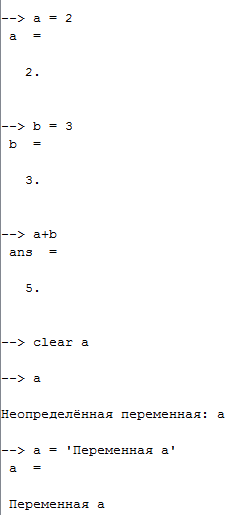 --> a = 2
a  =
2.
--> b = 3
b  =
3.
--> a+b
ans  =
5.
--> clear a
--> a
Неопределённая переменная: a
--> a = 'Переменная a'
a  =
Переменная a